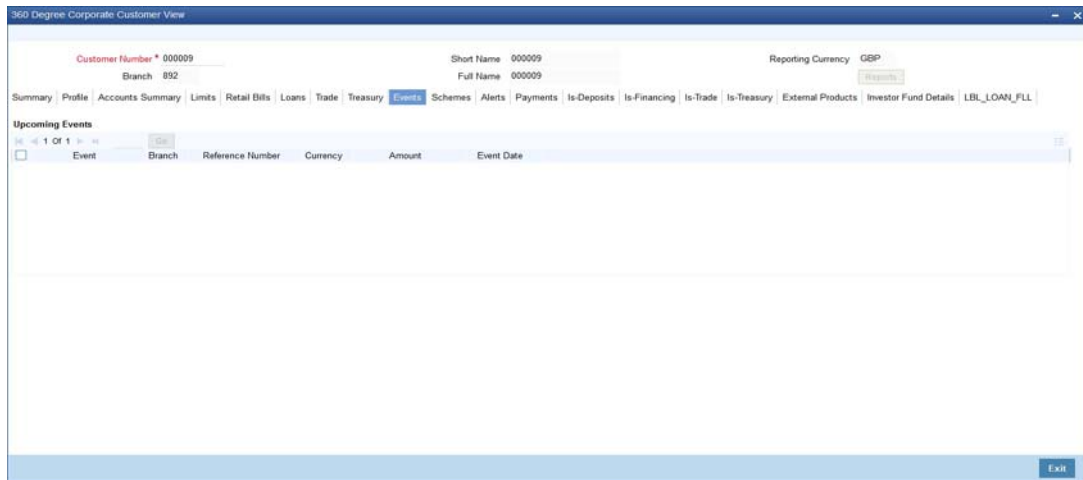 360 Degree Corporate Customer View
Customer Number * 000009 Short Name 000009 Reporting Currency GBP
Branch 892 Full Name 000009 Reports
Summary Profile Accounts Summary Limits Retail Bills Loans Trade Treasury Events Schemes Alerts Payments Is-Deposits Is-Financing Is-Trade Is-Treasury External Products Investor Fund Details LBL_LOAN_FLL
Upcoming Events
1 Of 1 Go
Event Branch Reference Number Currency Amount Event Date
Exit